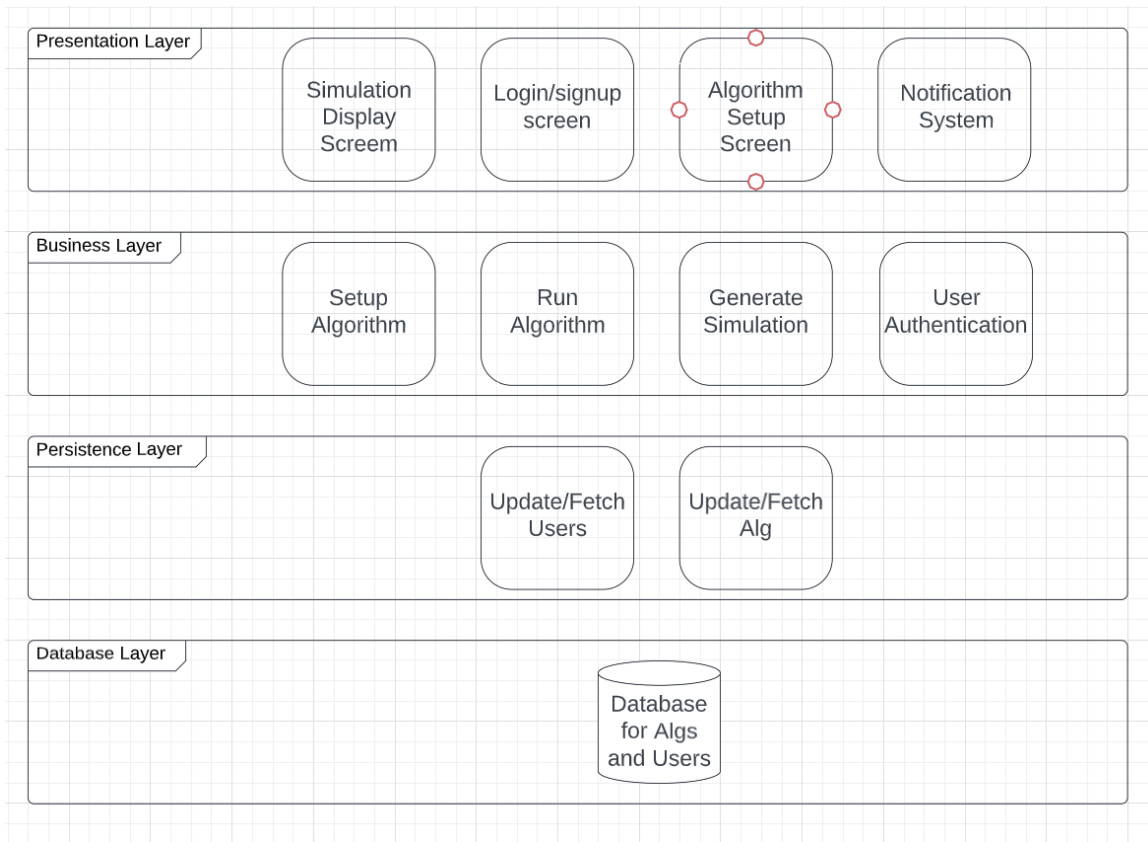 Presentation Layer
Simulation
Display
Screem
Login/signup
screen
Algorithm
Setup
Screen
Notification
System
Business Layer
Setup
Algorithm
Run
Algorithm
Generate
Simulation
User
Authentication
Persistence Layer
Update/Fetch
Users
Update/Fetch
Alg
Database Layer
Database
for Algs
and Users